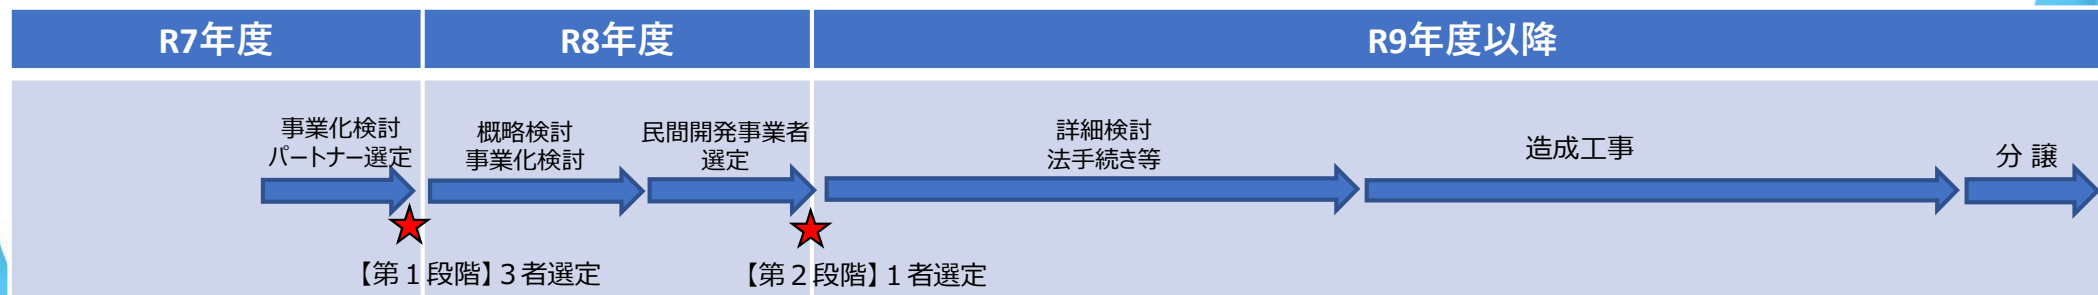 R7年度
R8年度
R9年度以降
事業化検討
パートナー選定
概略検討
事業化検討
民間開発事業者
選定
詳細検討
法手続き等
造成工事
分 譲
【第１段階】３者選定
【第２段階】１者選定